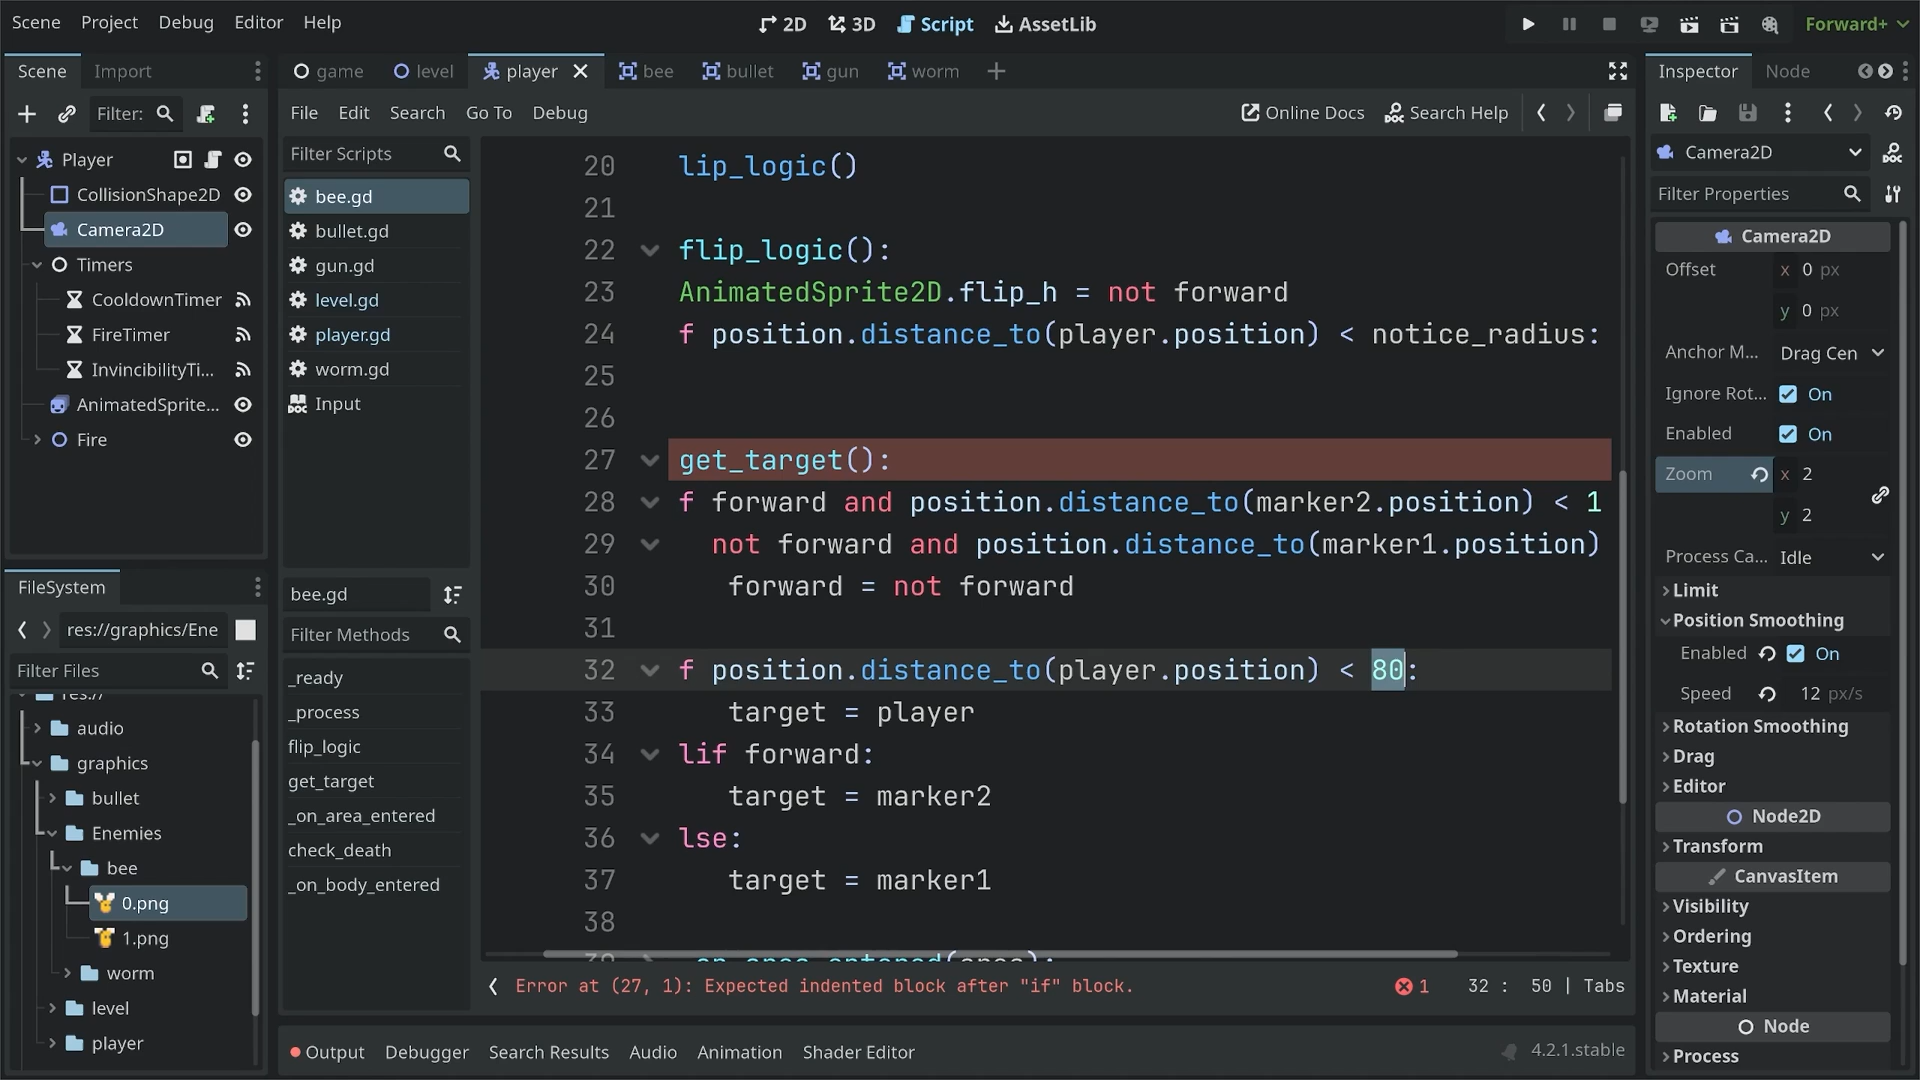 Scene Project Debug Editor Help
2D 3D Script AssetLib
Forward+
Scene Import
game level player bee bullet gun worm
Inspector Node
Filter:
File Edit Search Go To Debug
Online Docs Search Help
Player
CollisionShape2D
Camera2D
Timers
CooldownTimer
FireTimer
InvincibilityTi...
AnimatedSprite...
Fire
Filter Scripts
bee.gd
bullet.gd
gun.gd
level.gd
player.gd
worm.gd
Input
bee.gd
Filter Methods
_ready
_process
flip_logic
get_target
_on_area_entered
check_death
_on_body_entered
20 lip_logic()
21
22 flip_logic():
23 AnimatedSprite2D.flip_h = not forward
24 f position.distance_to(player.position) < notice_radius:
25
26
27 get_target():
28 f forward and position.distance_to(marker2.position) < 1
29 not forward and position.distance_to(marker1.position)
30 forward = not forward
31
32 f position.distance_to(player.position) < 80:
33 target = player
34 lif forward:
35 target = marker2
36 lse:
37 target = marker1
38
Error at (27, 1): Expected indented block after "if" block.
1 32 : 50 | Tabs
Output Debugger Search Results Audio Animation Shader Editor
4.2.1.stable
FileSystem
res://graphics/Ene
Filter Files
res://
audio
graphics
bullet
Enemies
bee
0.png
1.png
worm
level
player
Camera2D
Filter Properties
Camera2D
Offset x 0 px
y 0 px
Anchor M... Drag Cen
Ignore Rot... On
Enabled On
Zoom x 2
y 2
Process Ca... Idle
Limit
Position Smoothing
Enabled On
Speed 12 px/s
Rotation Smoothing
Drag
Editor
Node2D
Transform
CanvasItem
Visibility
Ordering
Texture
Material
Node
Process